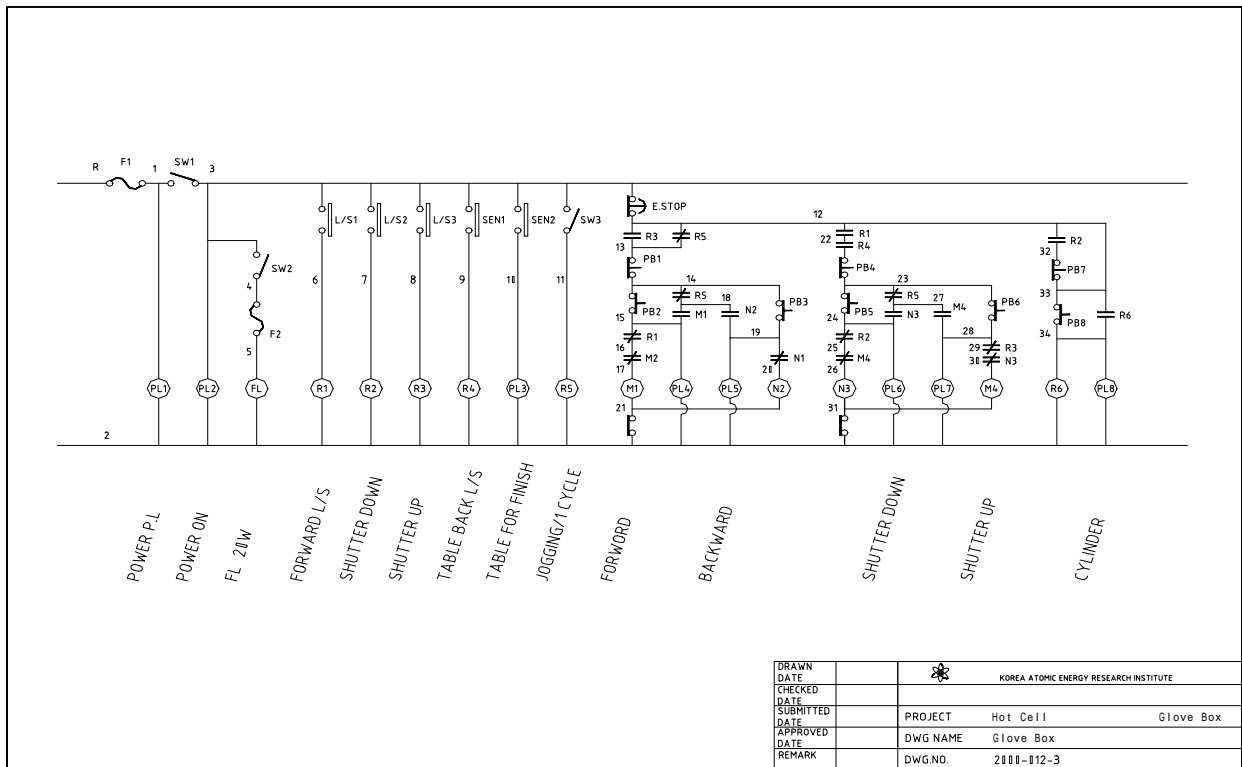 R F1 1 SW1 3
E.STOP
12
L/S1 L/S2 L/S3 SEN1 SEN2 SW3
13 R3 R5
22 R1
R4
32 R2
PB1
PB4
PB7
SW2
4
6 7 8 9 10 11
14
23
33
R5
18
PB3
R5
27
PB6
PB2
M1
N2
PB5
N3
M4
PB8
R6
15
24
34
F2
5
R1
19
R2
28
16
25
29 R3
M2
N1
M4
30 N3
17
20
26
PL1 PL2 FL R1 R2 R3 R4 PL3 R5 M1 PL4 PL5 N2 N3 PL6 PL7 M4 R6 PL8
21
31
2
POWER P.L
POWER ON
FL 20W
FORWARD L/S
SHUTTER DOWN
SHUTTER UP
TABLE BACK L/S
TABLE FOR FINISH
JOGGING/1 CYCLE
FORWORD
BACKWARD
SHUTTER DOWN
SHUTTER UP
CYLINDER
DRAWN DATE
KOREA ATOMIC ENERGY RESEARCH INSTITUTE
CHECKED DATE
SUBMITTED DATE
PROJECT Hot Cell Glove Box
APPROVED DATE
DWG NAME Glove Box
REMARK
DWG.NO. 2000-012-3